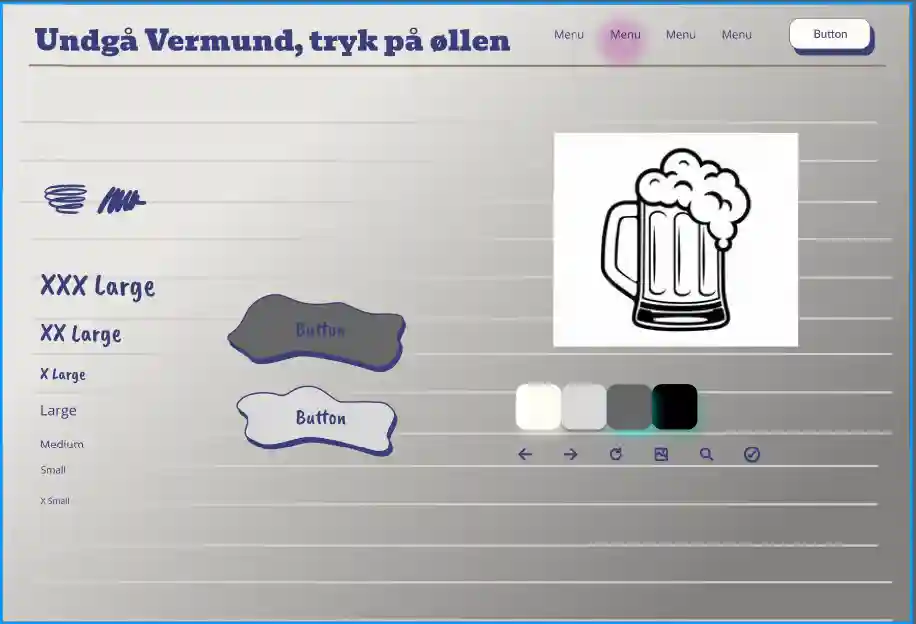 Undgå Vermund, tryk på øllen
Menu Menu Menu Menu Button
XXX Large
XX Large
X Large
Large
Medium
Small
X Small
Button
Button